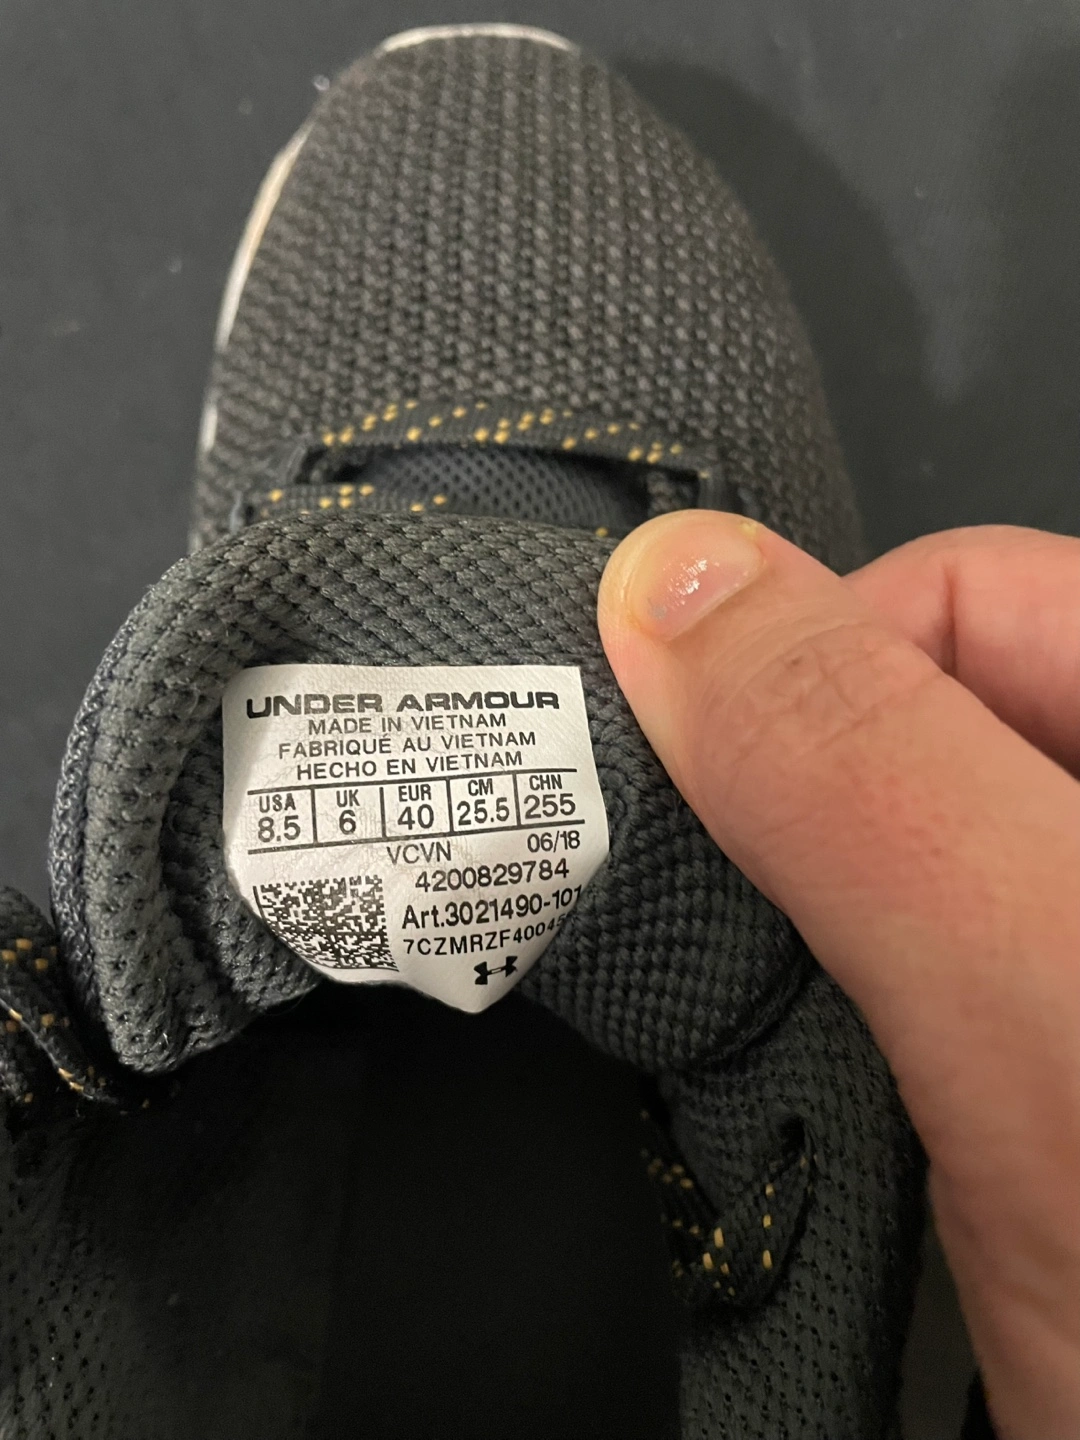 UNDER ARMOUR
MADE IN VIETNAM
FABRIQUÉ AU VIETNAM
HECHO EN VIETNAM
USA UK EUR CM CHN
8.5 6 40 25.5 255
VCVN 06/18
4200829784
Art.3021490-101